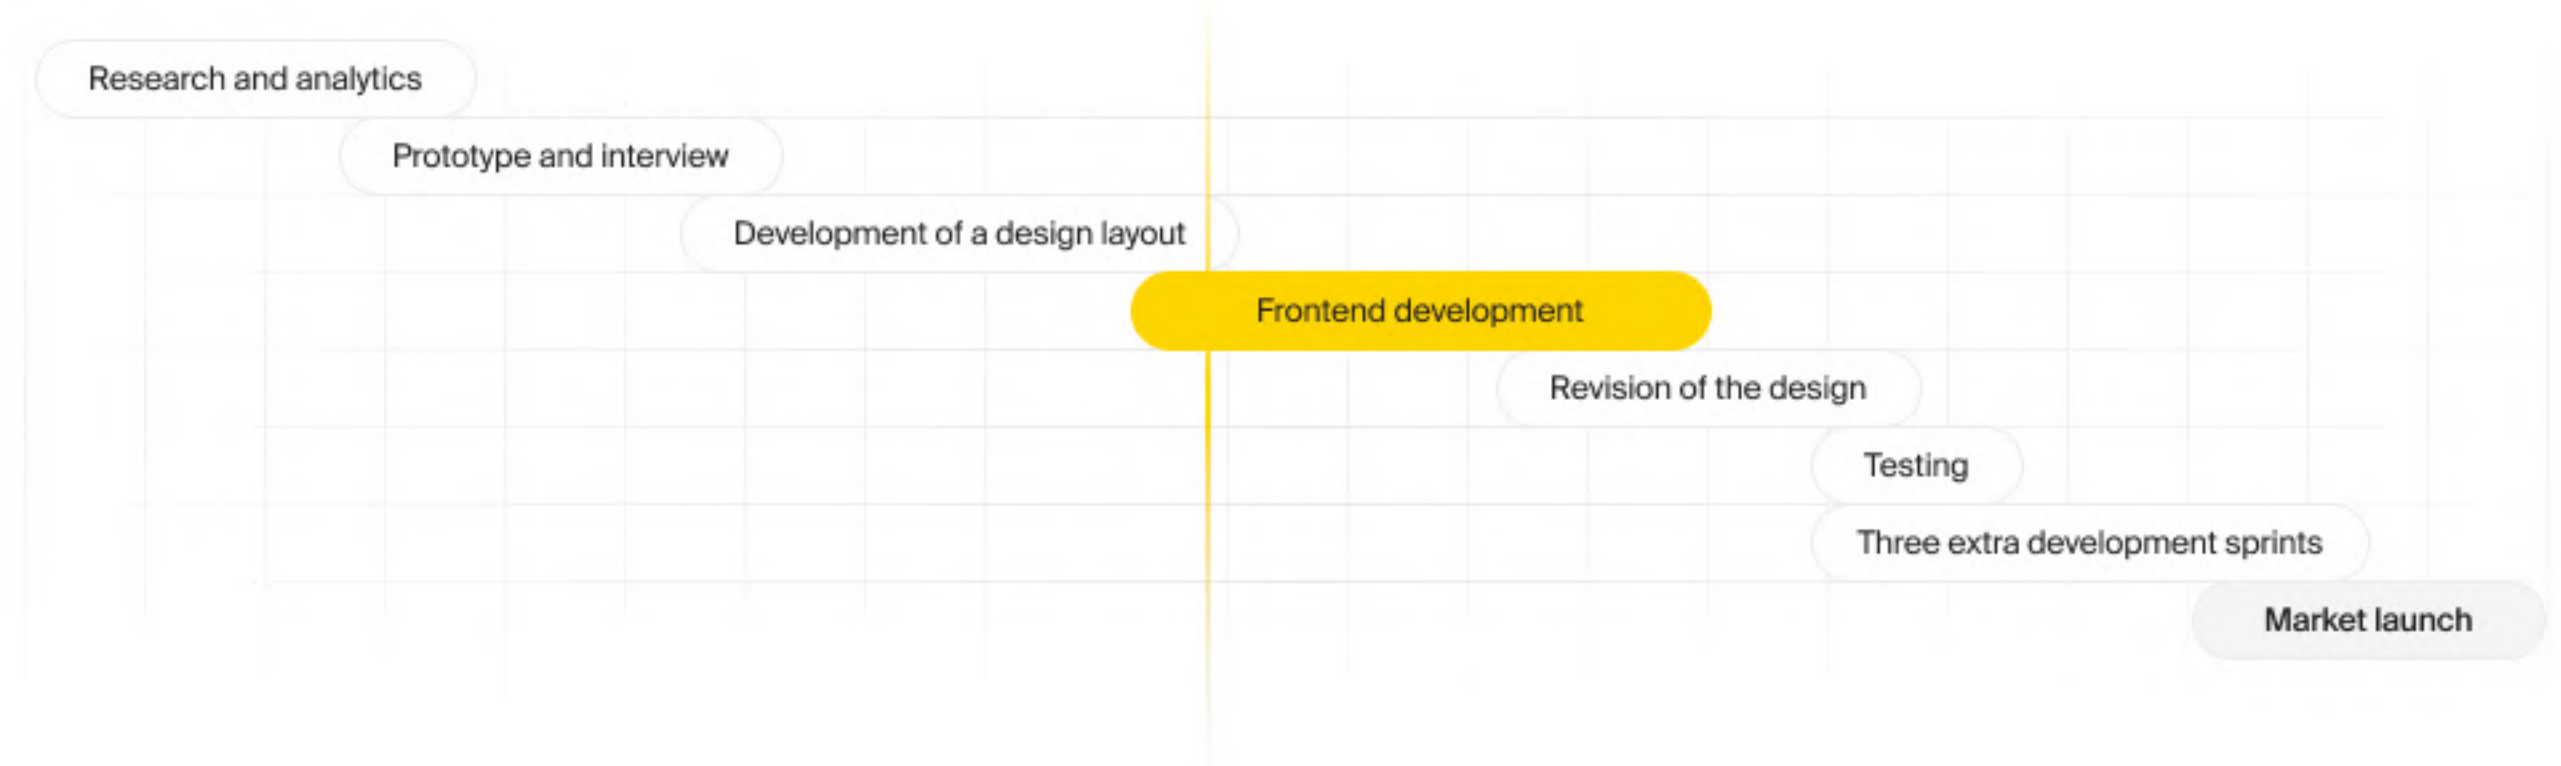 Research and analytics
Prototype and interview
Development of a design layout
Frontend development
Revision of the design
Testing
Three extra development sprints
Market launch